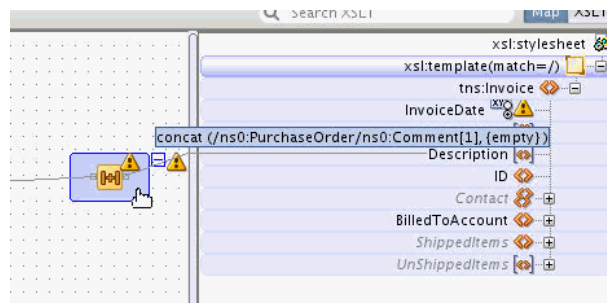 Search XSLT
Map
XSLT
xsl:stylesheet
xsl:template(match=/)
tns:Invoice
InvoiceDate
concat (/ns0:PurchaseOrder/ns0:Comment[1], {empty})
Description
ID
Contact
BilledToAccount
ShippedItems
UnShippedItems